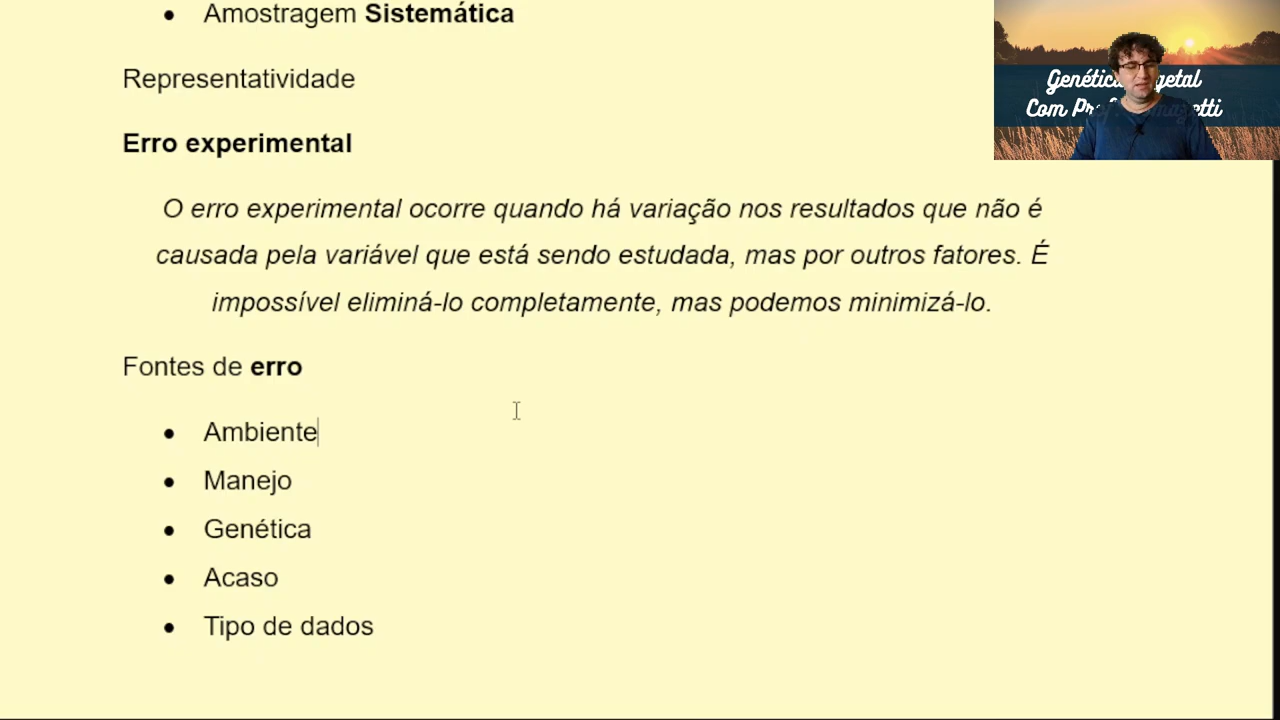 Amostragem Sistemática
Representatividade
Erro experimental
O erro experimental ocorre quando há variação nos resultados que não é
causada pela variável que está sendo estudada, mas por outros fatores. É
impossível eliminá-lo completamente, mas podemos minimizá-lo.
Fontes de erro
Ambiente
Manejo
Genética
Acaso
Tipo de dados
Com